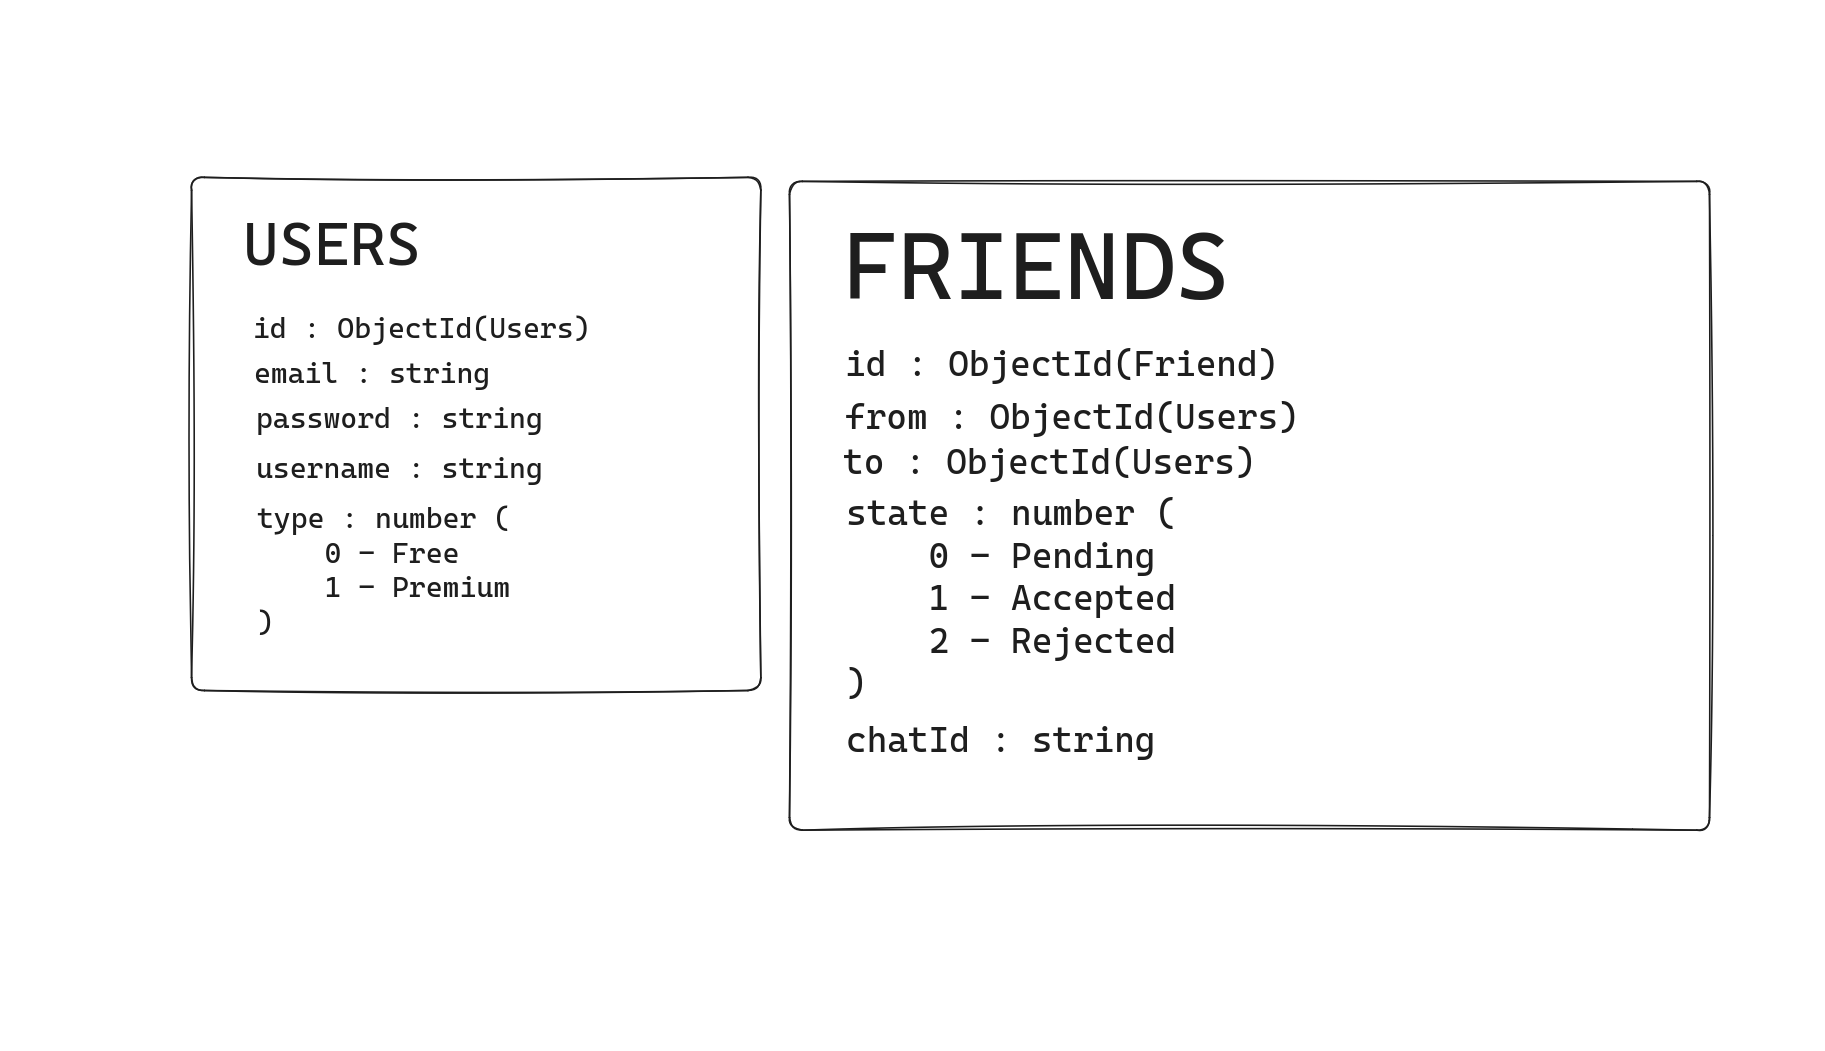 USERS
id : ObjectId(Users)
email : string
password : string
username : string
type : number (
0 - Free
1 - Premium
)
FRIENDS
id : ObjectId(Friend)
from : ObjectId(Users)
to : ObjectId(Users)
state : number (
0 - Pending
1 - Accepted
2 - Rejected
)
chatId : string